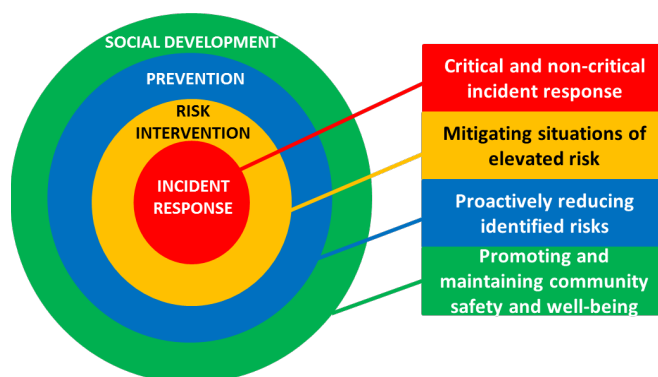 SOCIAL DEVELOPMENT
PREVENTION
RISK
INTERVENTION
INCIDENT
RESPONSE
Critical and non-critical
incident response
Mitigating situations of
elevated risk
Proactively reducing
identified risks
Promoting and
maintaining community
safety and well-being